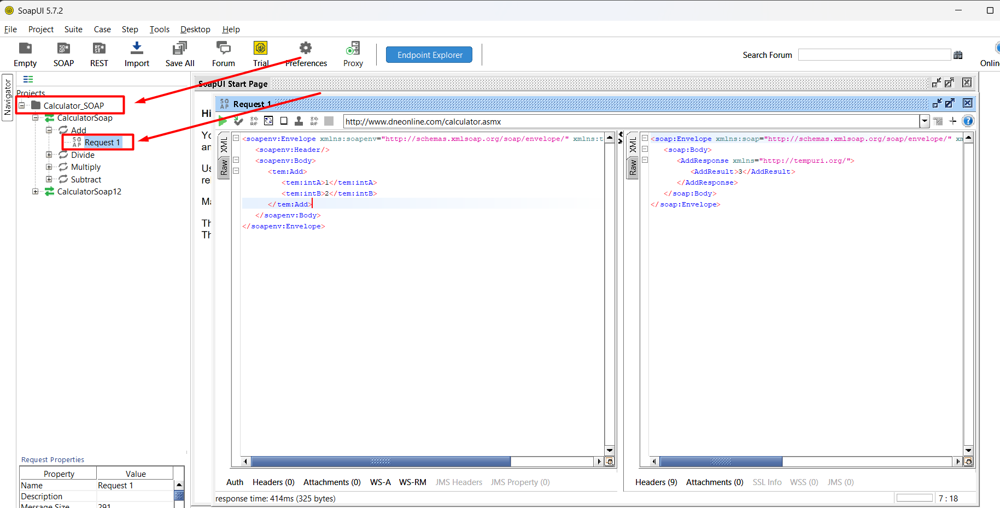 SoapUI 5.7.2
File Project Suite Case Step Tools Desktop Help
Empty SOAP REST Import Save All Forum Trial Preferences Proxy
Endpoint Explorer
Search Forum
Onlin
Navigator
Projects
Calculator_SOAP
CalculatorSoap
Add
SOAP Request 1
Divide
Multiply
Subtract
CalculatorSoap12
SoapUI Start Page
Hi
Yo
an
Us
re
Ma
Th
Th
SOAP Request 1
http://www.dneonline.com/calculator.asmx
XML
Raw
<soapenv:Envelope xmlns:soapenv="http://schemas.xmlsoap.org/soap/envelope/" xmlns:t
<soapenv:Header/>
<soapenv:Body>
<tem:Add>
<tem:intA>1</tem:intA>
<tem:intB>2</tem:intB>
</tem:Add>
</soapenv:Body>
</soapenv:Envelope>
XML
Raw
<soap:Envelope xmlns:soap="http://schemas.xmlsoap.org/soap/envelope/" xm
<soap:Body>
<AddResponse xmlns="http://tempuri.org/">
<AddResult>3</AddResult>
</AddResponse>
</soap:Body>
</soap:Envelope>
Auth Headers (0) Attachments (0) WS-A WS-RM JMS Headers JMS Property (0)
Headers (9) Attachments (0) SSL Info WSS (0) JMS (0)
response time: 414ms (325 bytes)
7 : 18
Request Properties
Property Value
Name Request 1
Description
Message Size 291